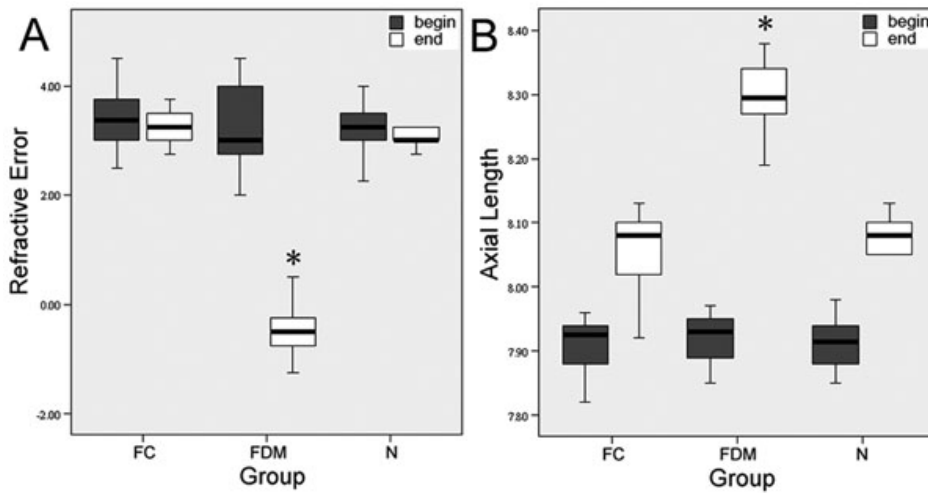 A
begin
end
4.00
2.00
0.00
-2.00
Refractive Error
*
FC FDM N
Group
B
begin
end
8.40
8.30
8.20
8.10
8.00
7.90
7.80
Axial Length
*
FC FDM N
Group